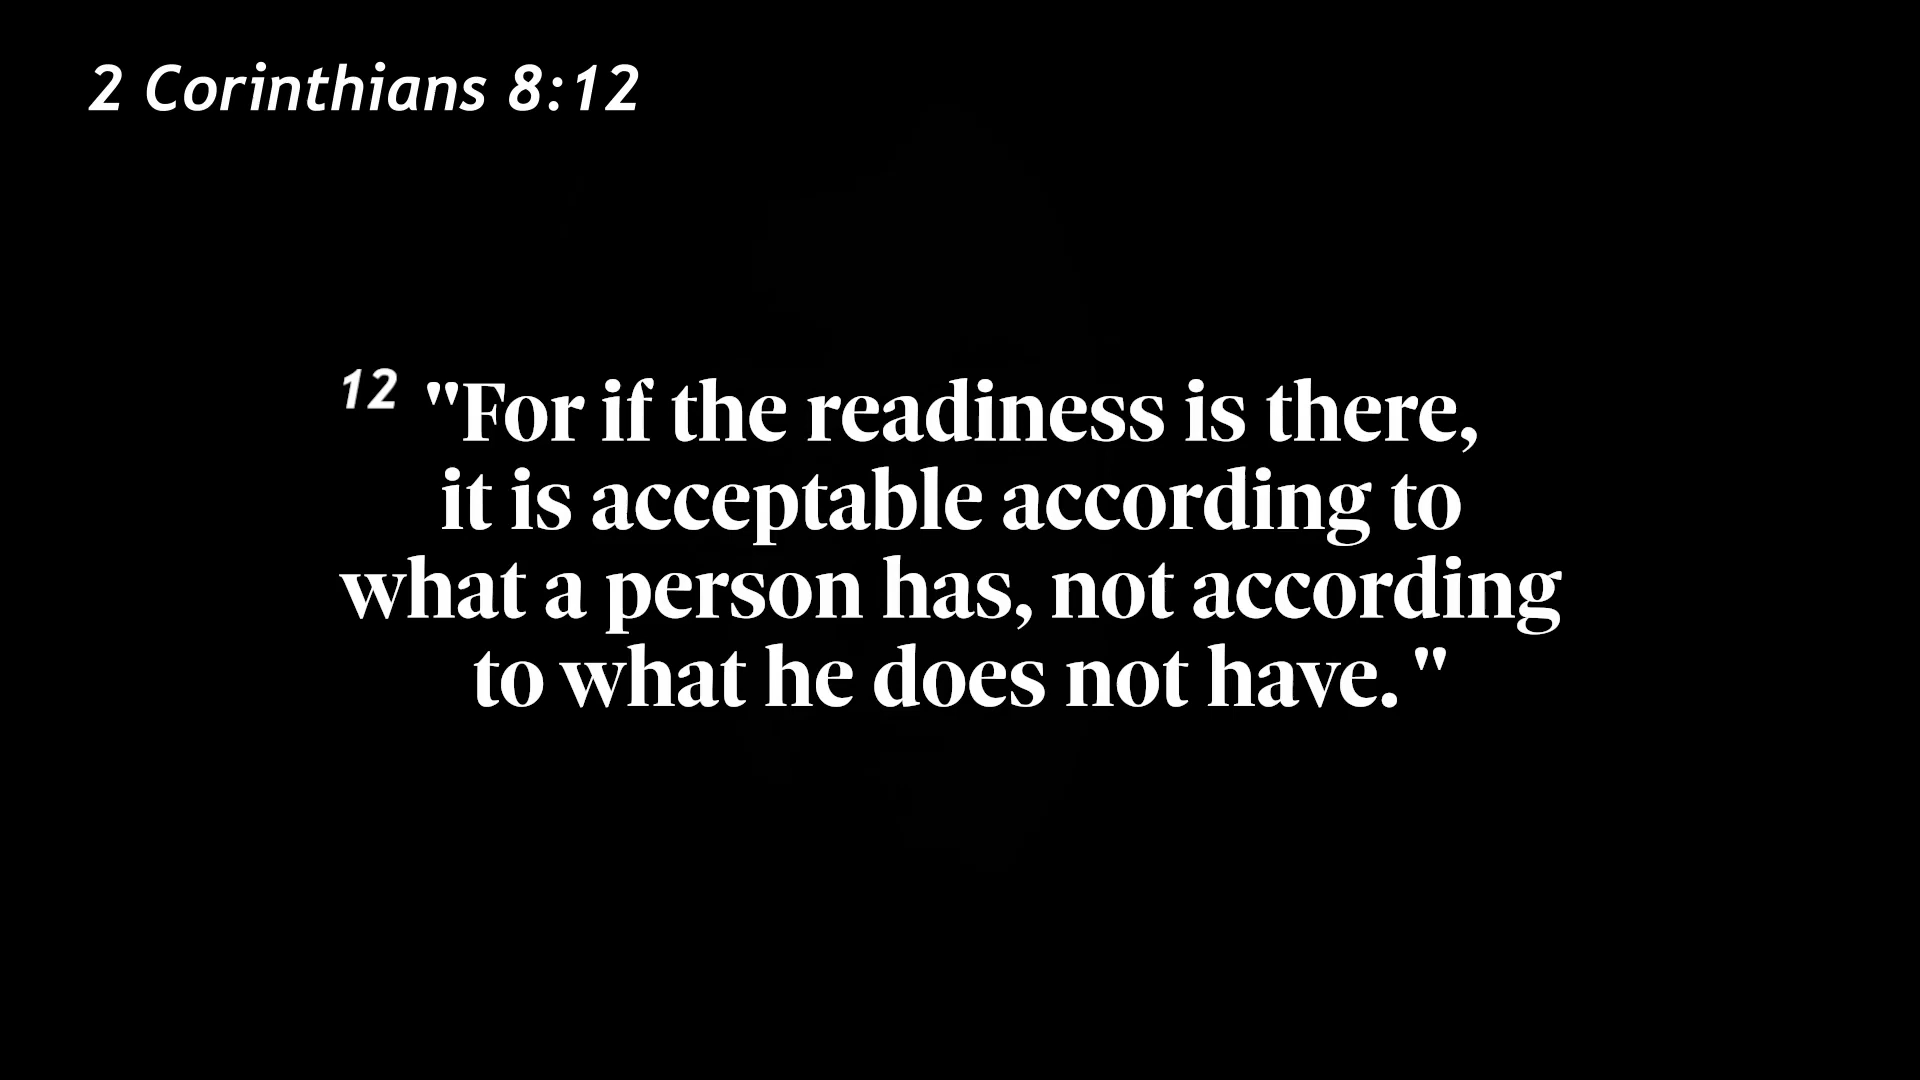 2 Corinthians 8:12
12 "For if the readiness is there,
it is acceptable according to
what a person has, not according
to what he does not have. "